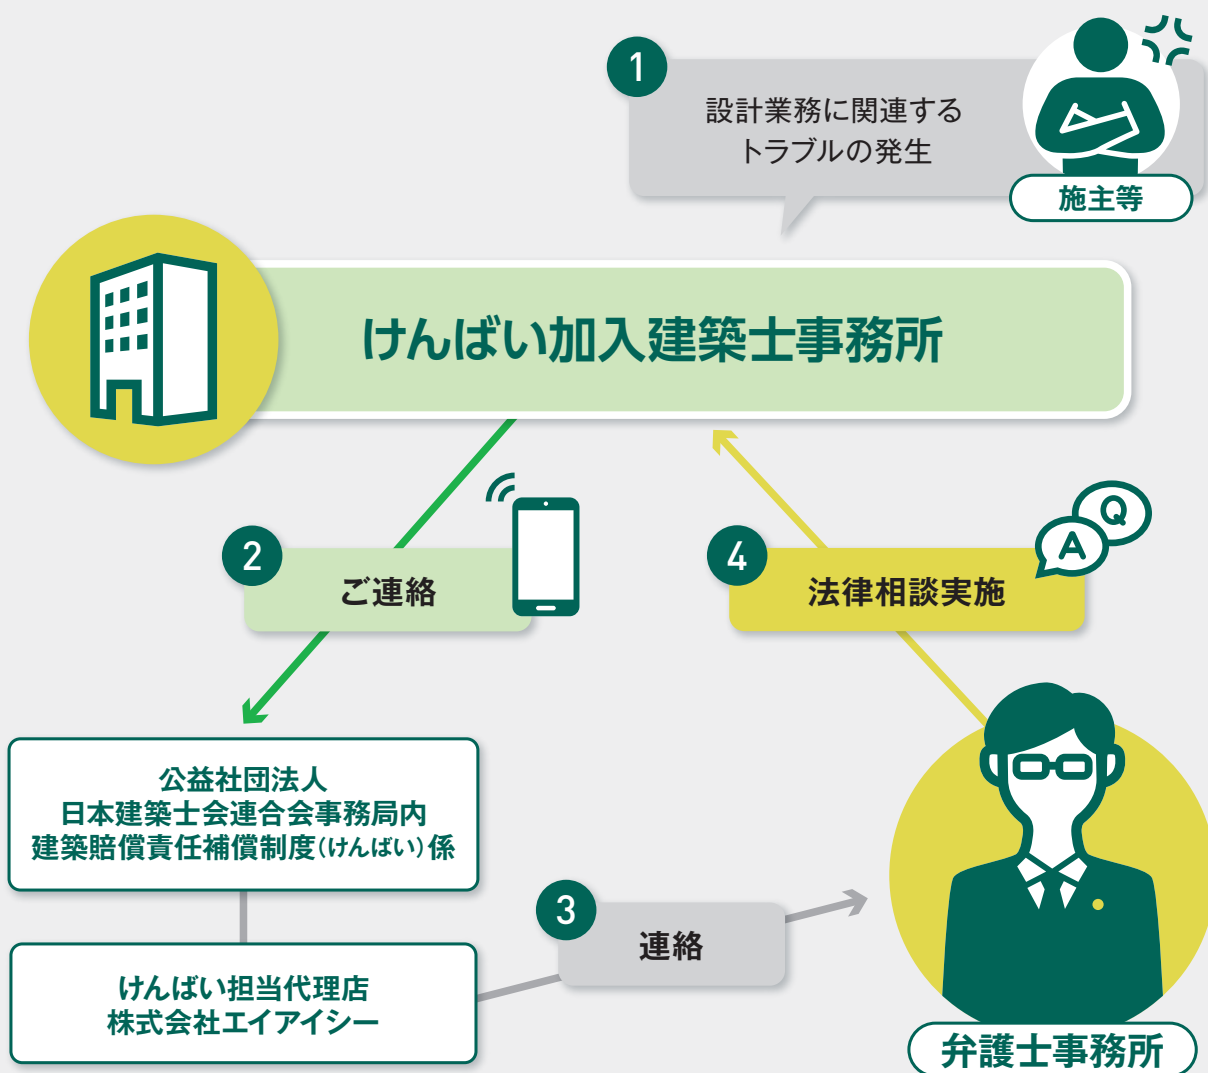 1
設計業務に関連する
トラブルの発生
施主等
けんばい加入建築士事務所
2
ご連絡
4
法律相談実施
Q
A
公益社団法人
日本建築士会連合会事務局内
建築賠償責任補償制度(けんばい)係
3
連絡
けんばい担当代理店
株式会社エイアイシー
弁護士事務所